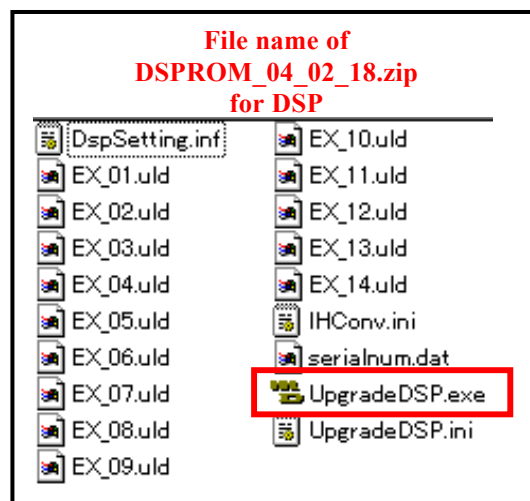 File name of
DSPROM_04_02_18.zip
for DSP
DspSetting.inf
EX_01.uld
EX_02.uld
EX_03.uld
EX_04.uld
EX_05.uld
EX_06.uld
EX_07.uld
EX_08.uld
EX_09.uld
EX_10.uld
EX_11.uld
EX_12.uld
EX_13.uld
EX_14.uld
IHConv.ini
serialnum.dat
UpgradeDSP.exe
UpgradeDSP.ini